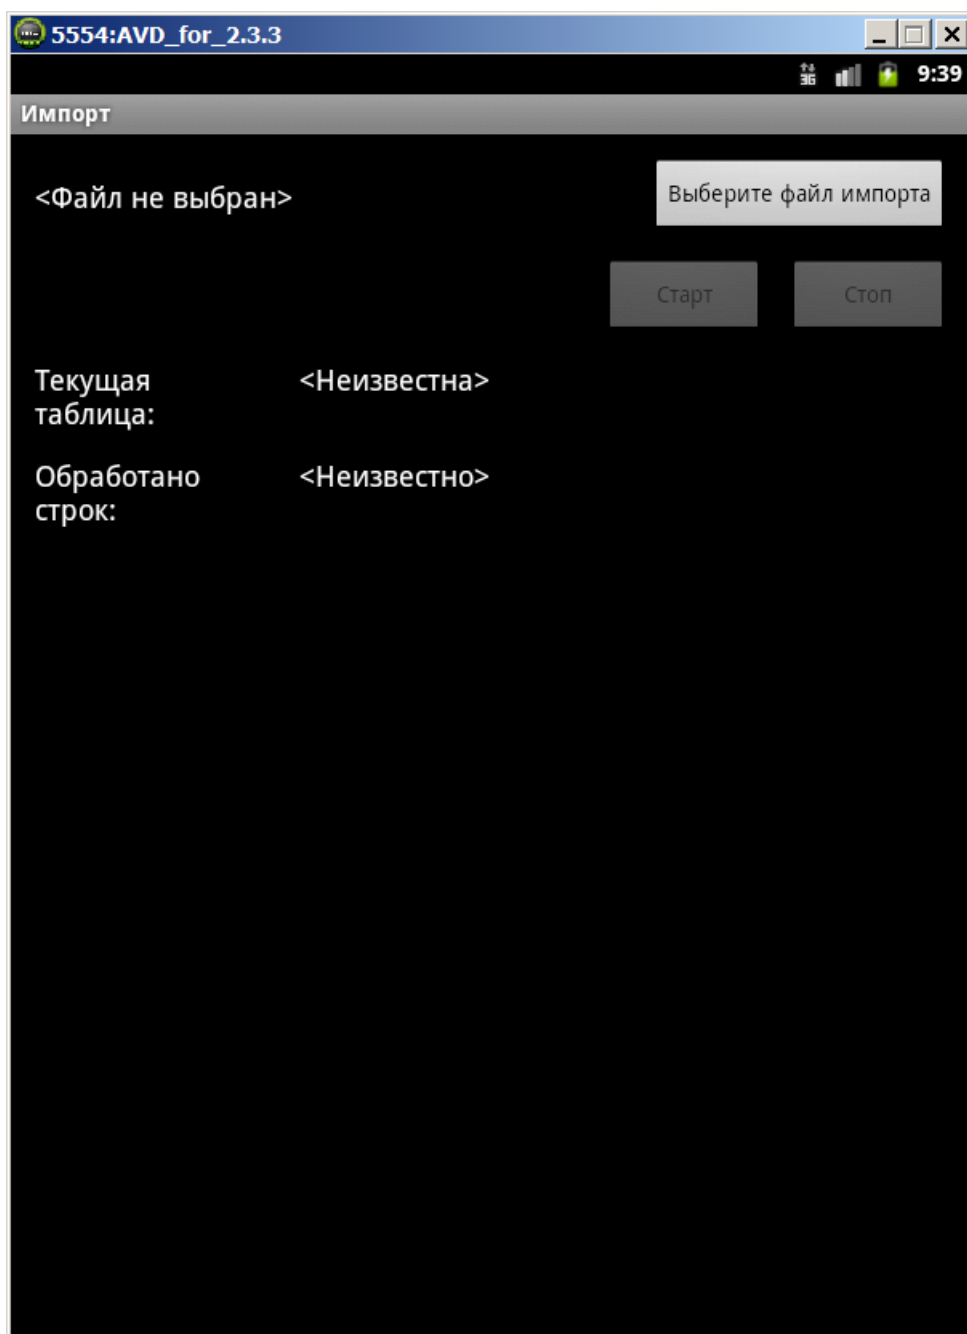 5554:AVD_for_2.3.3
3G 9:39
Импорт
<Файл не выбран> Выберите файл импорта
Старт Стоп
Текущая <Неизвестна>
таблица:
Обработано <Неизвестно>
строк: